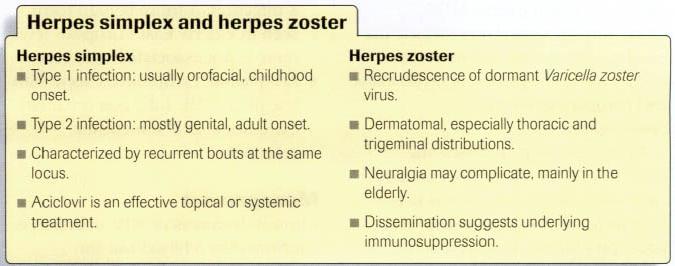 Herpes simplex and herpes zoster
Herpes simplex
■ Type 1 infection: usually orofacial, childhood
onset.
■ Type 2 infection: mostly genital, adult onset.
■ Characterized by recurrent bouts at the same
locus.
■ Aciclovir is an effective topical or systemic
treatment.
Herpes zoster
■ Recrudescence of dormant Varicella zoster
virus.
■ Dermatomal, especially thoracic and
trigeminal distributions.
■ Neuralgia may complicate, mainly in the
elderly.
■ Dissemination suggests underlying
immunosuppression.